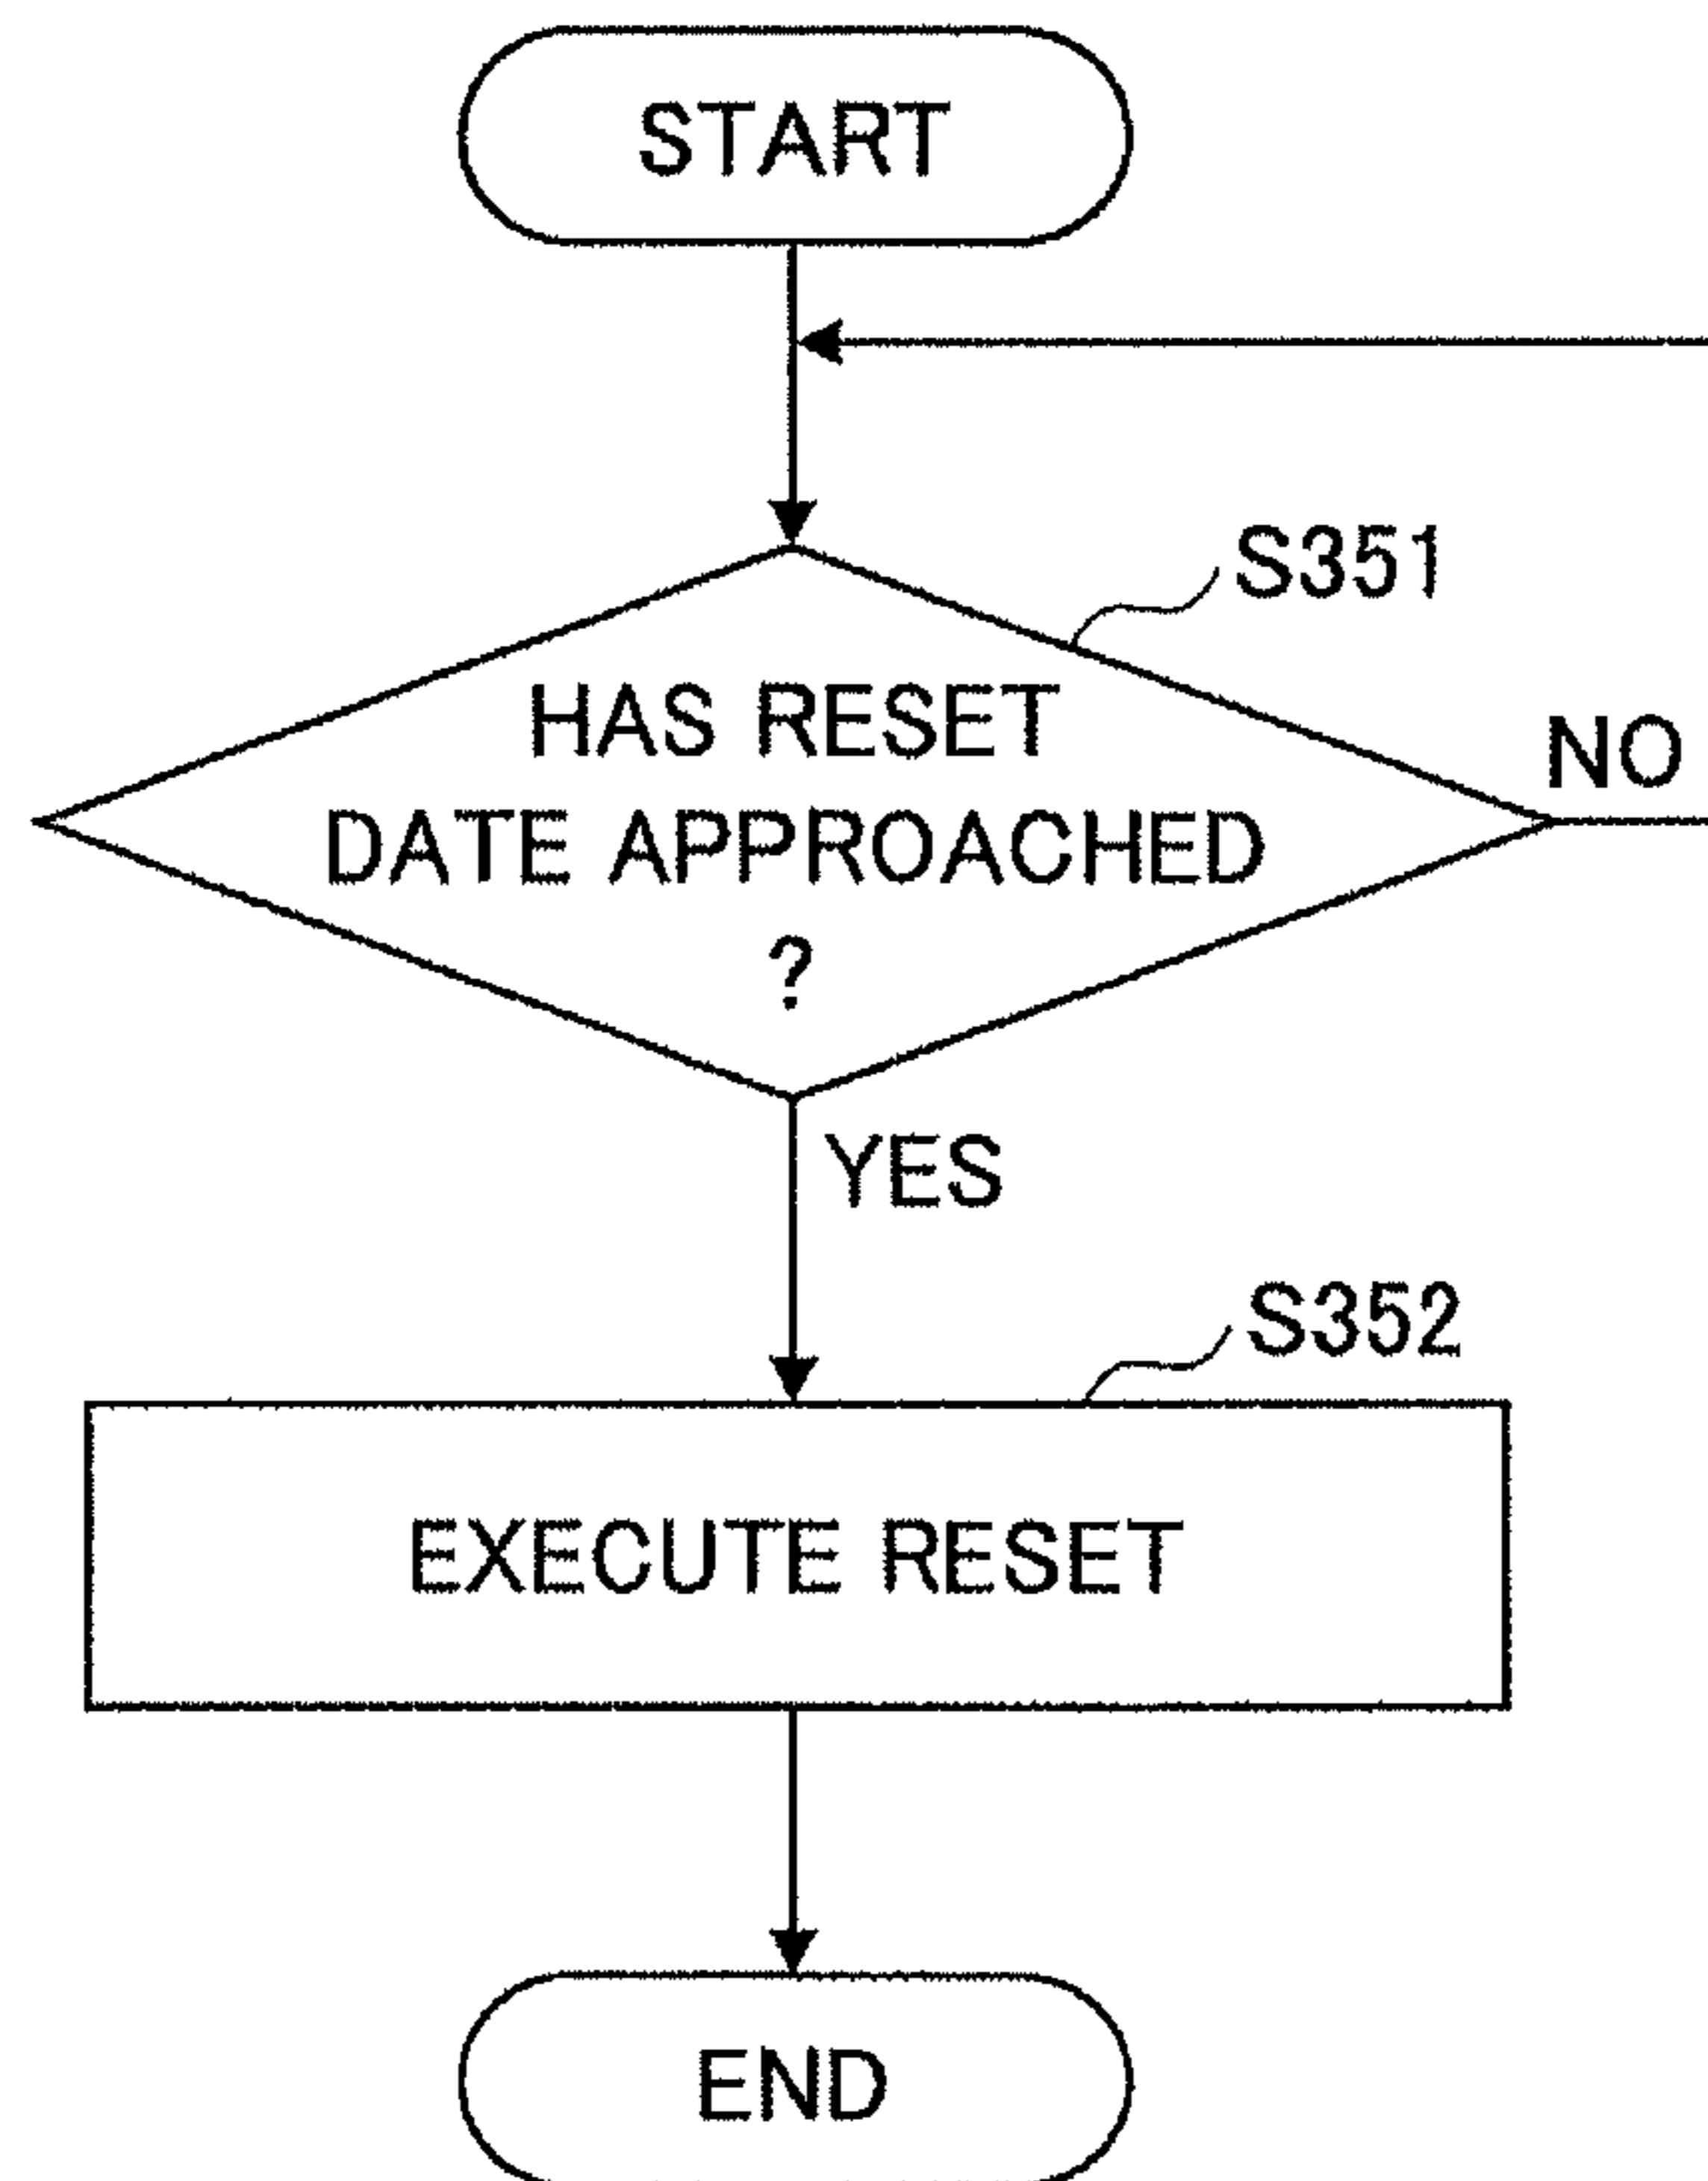 START
S351
HAS RESET
DATE APPROACHED
?
NO
YES
S352
EXECUTE RESET
END